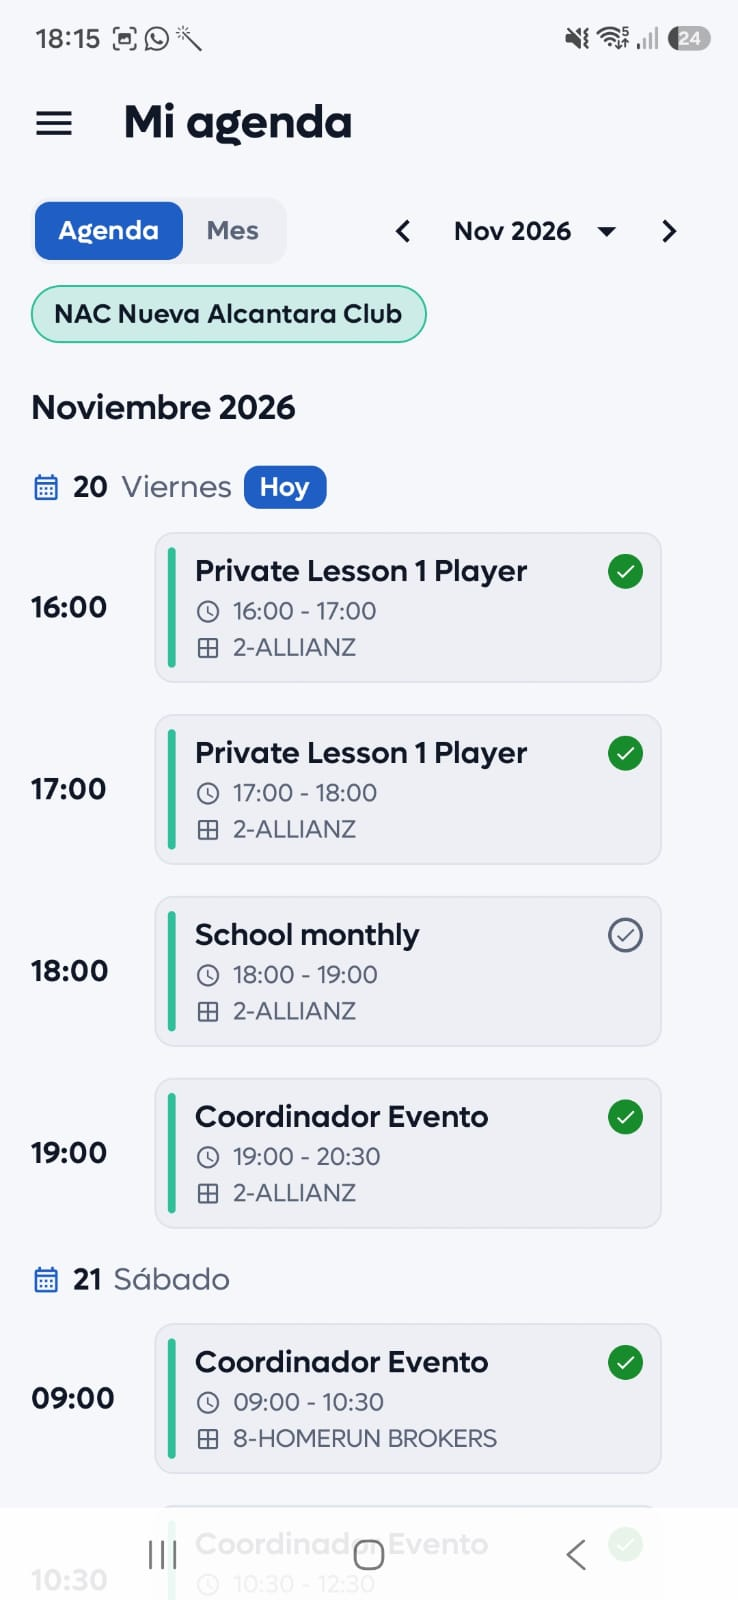 18:15
24
Mi agenda
Agenda Mes Nov 2026
NAC Nueva Alcantara Club
Noviembre 2026
20 Viernes Hoy
16:00
Private Lesson 1 Player
16:00 - 17:00
2-ALLIANZ
17:00
Private Lesson 1 Player
17:00 - 18:00
2-ALLIANZ
18:00
School monthly
18:00 - 19:00
2-ALLIANZ
19:00
Coordinador Evento
19:00 - 20:30
2-ALLIANZ
21 Sábado
09:00
Coordinador Evento
09:00 - 10:30
8-HOMERUN BROKERS
10:30
Coordinador Evento
10:30 - 12:30